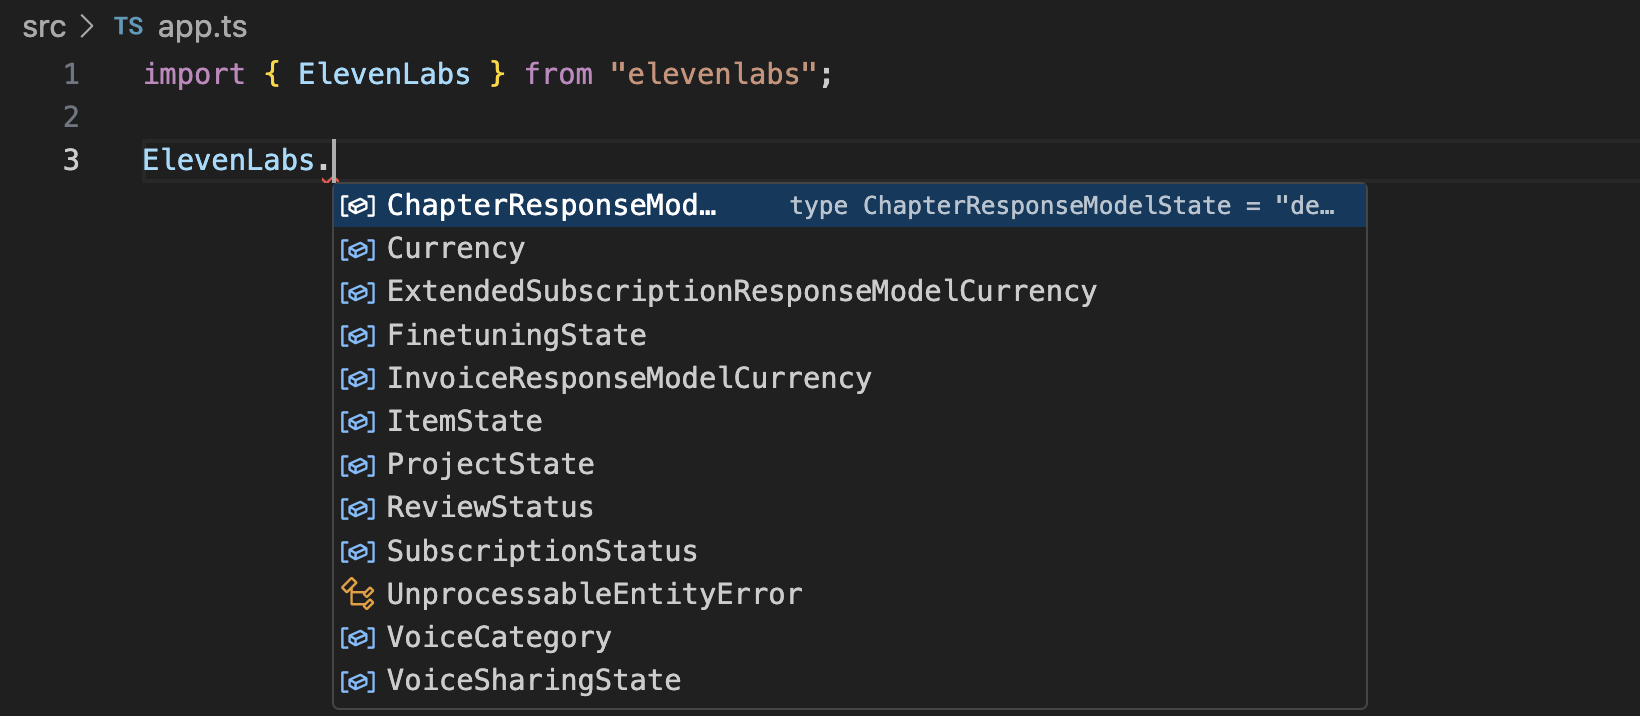 src > TS app.ts
1 import { ElevenLabs } from "elevenlabs";
2
3 ElevenLabs.
ChapterResponseMod… type ChapterResponseModelState = "de…
Currency
ExtendedSubscriptionResponseModelCurrency
FinetuningState
InvoiceResponseModelCurrency
ItemState
ProjectState
ReviewStatus
SubscriptionStatus
UnprocessableEntityError
VoiceCategory
VoiceSharingState